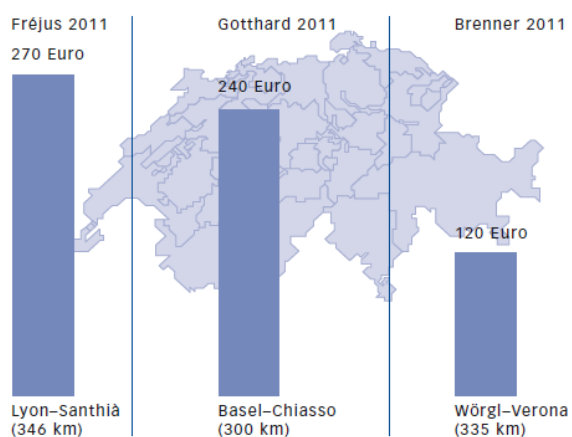 Fréjus 2011
270 Euro
Lyon–Santhià
(346 km)
Gotthard 2011
240 Euro
Basel–Chiasso
(300 km)
Brenner 2011
120 Euro
Wörgl–Verona
(335 km)